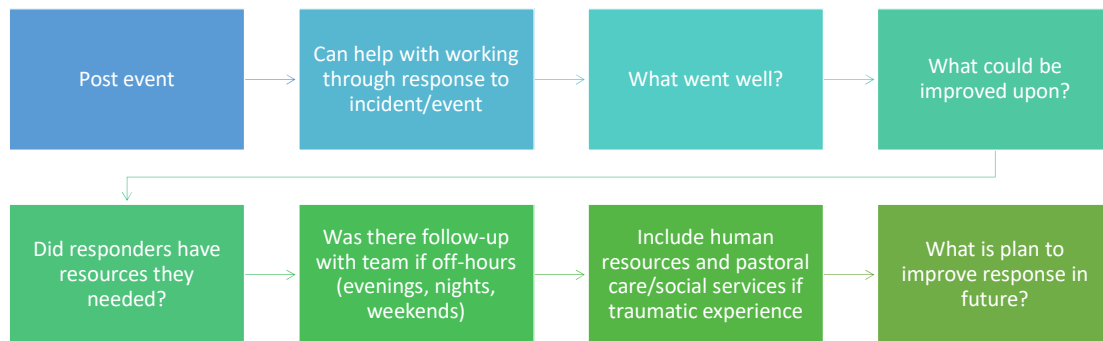 Post event
Can help with working
through response to
incident/event
What went well?
What could be
improved upon?
Did responders have
resources they
needed?
Was there follow-up
with team if off-hours
(evenings, nights,
weekends)
Include human
resources and pastoral
care/social services if
traumatic experience
What is plan to
improve response in
future?